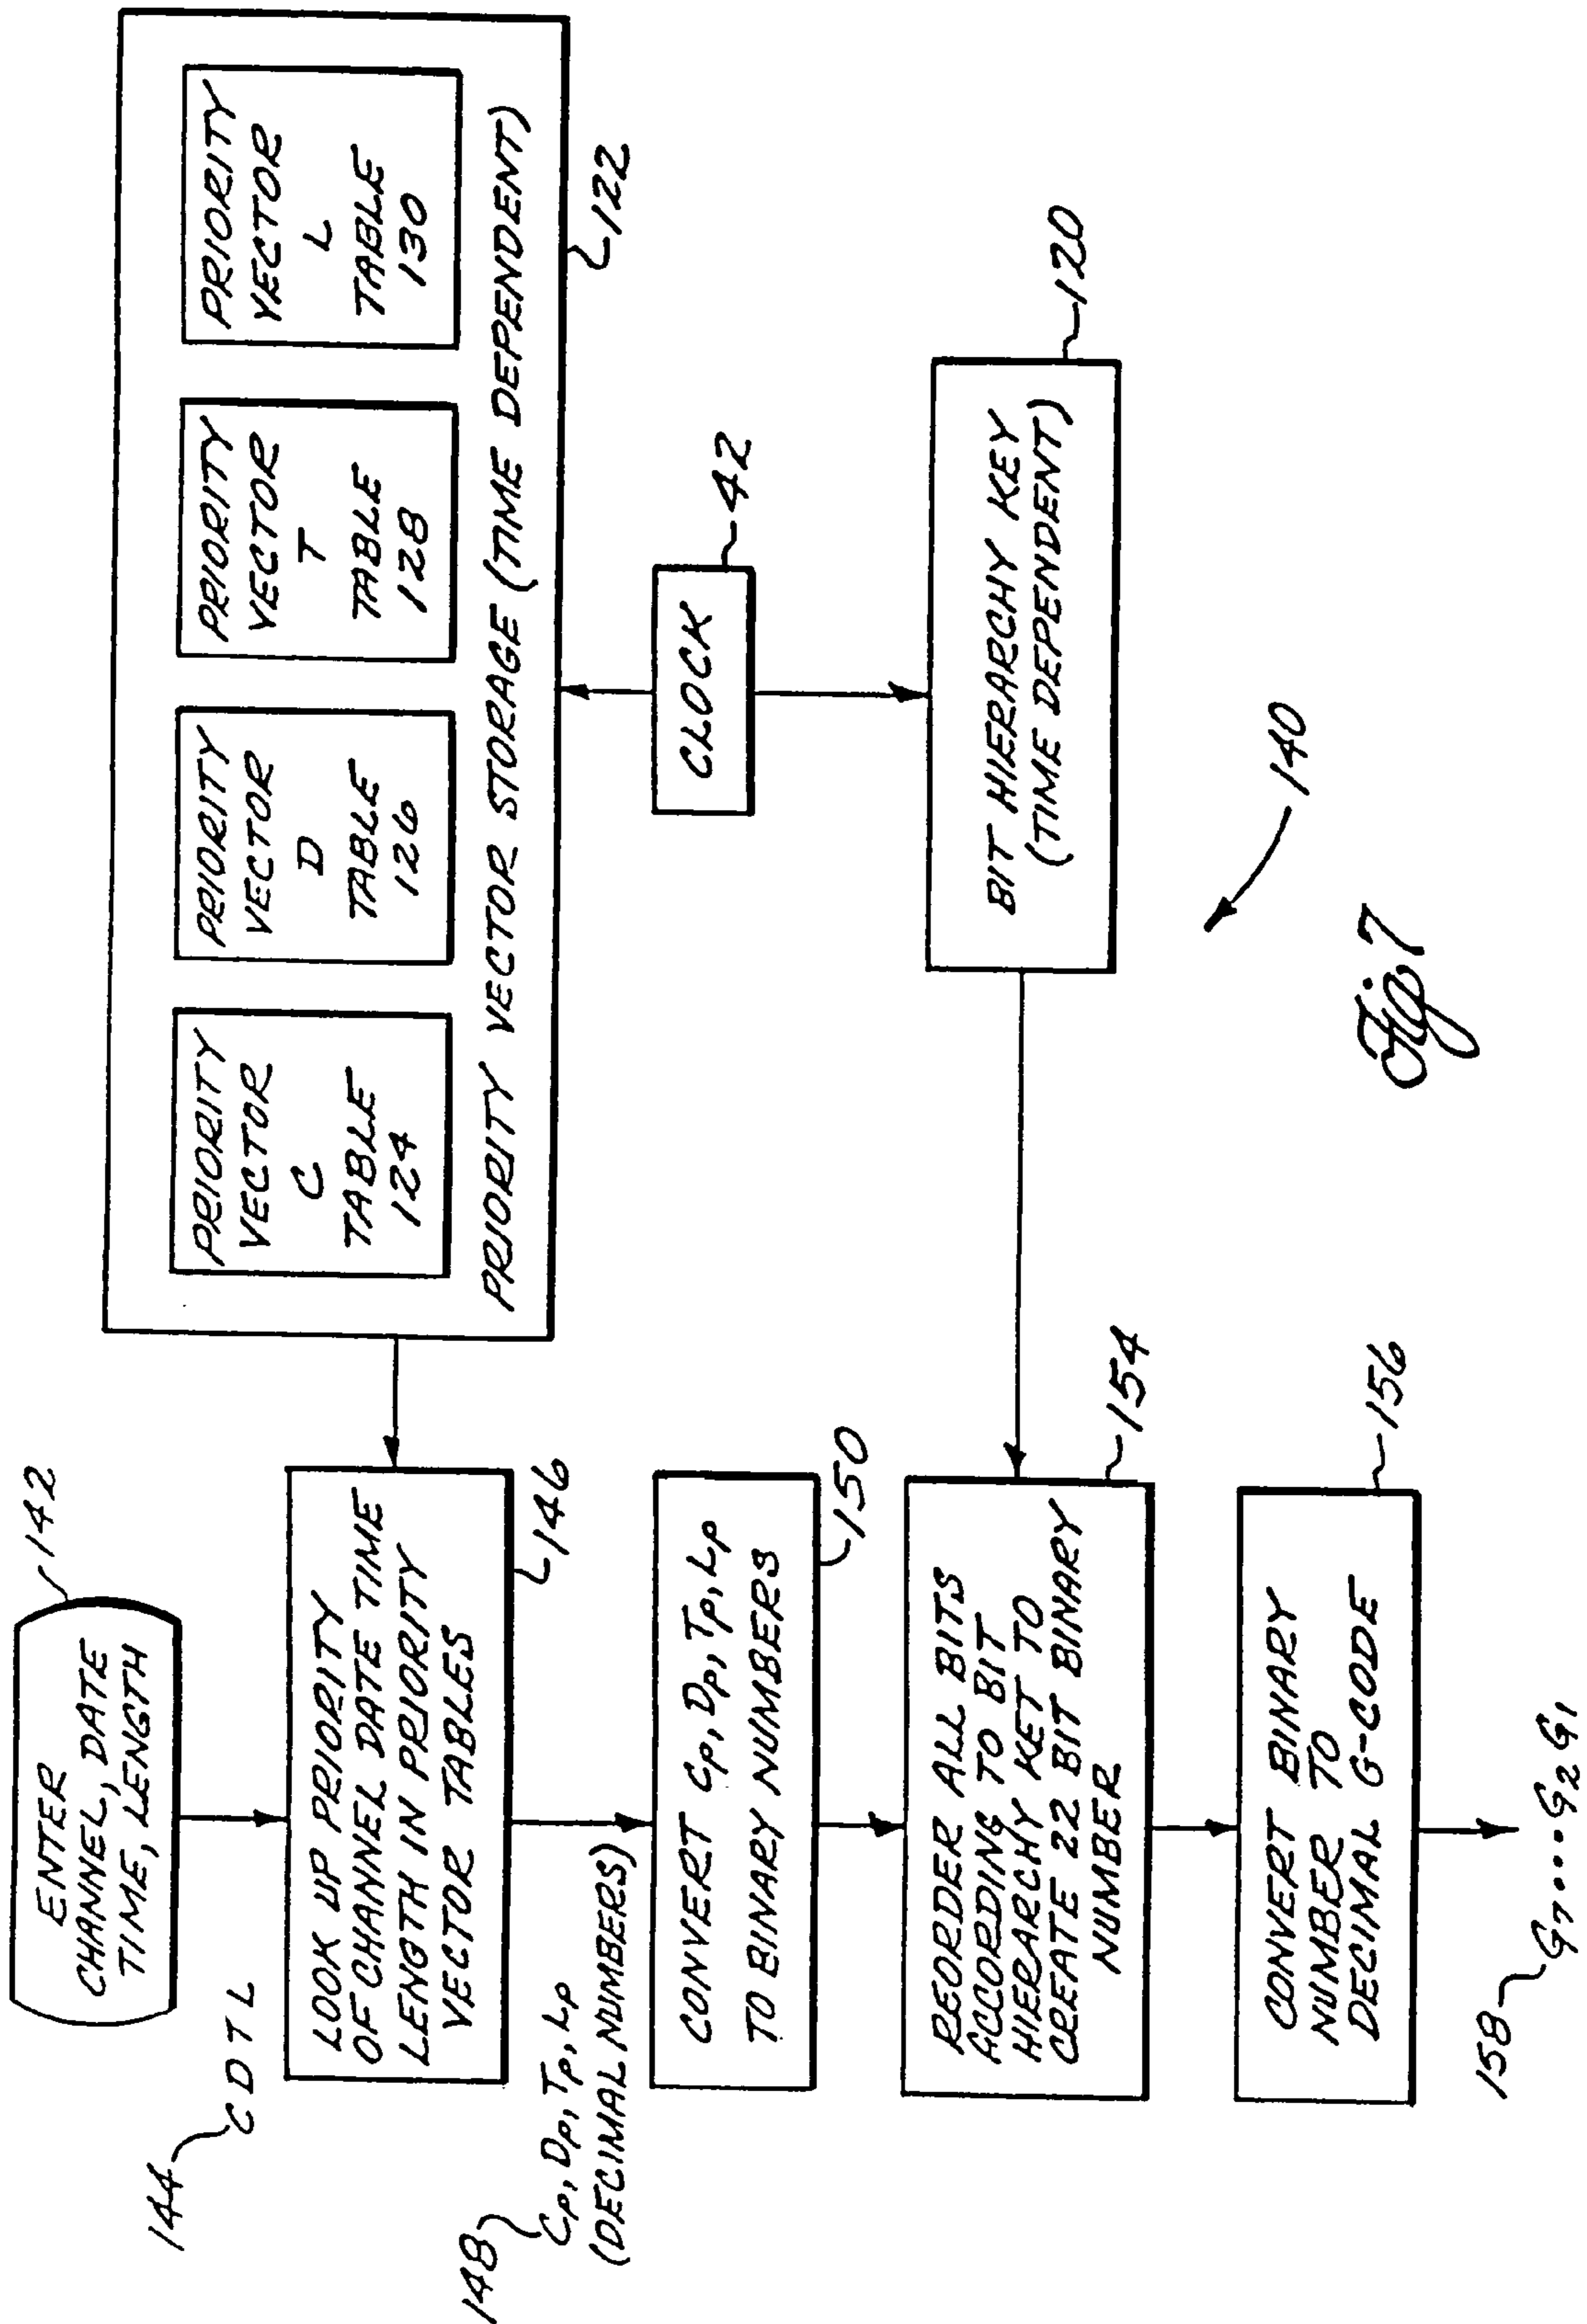 ENTER
CHANNEL, DATE
TIME, LENGTH
142
144
C D T L
LOOK UP PRIORITY
OF CHANNEL DATE TIME
LENGTH IN PRIORITY
VECTOR TABLES
146
148
Cp, Dp, Tp, Lp
(DECIMAL NUMBERS)
CONVERT Cp, Dp, Tp, Lp
TO BINARY NUMBERS
150
REORDER ALL BITS
ACCORDING TO BIT
HIERARCHY KET TO
CREATE 22 BIT BINARY
NUMBER
154
CONVERT BINARY
NUMBER TO
DECIMAL G-CODE
156
158
G7....G2G1
PRIORITY
VECTOR
C
TABLE
124
PRIORITY
VECTOR
D
TABLE
126
PRIORITY
VECTOR
T
TABLE
128
PRIORITY
VECTOR
L
TABLE
130
PRIORITY VECTOR STORAGE (TIME DEPENDENT)
122
CLOCK
42
BIT HIERARCHY KEY
(TIME DEPENDENT)
120
140
Fig. 7